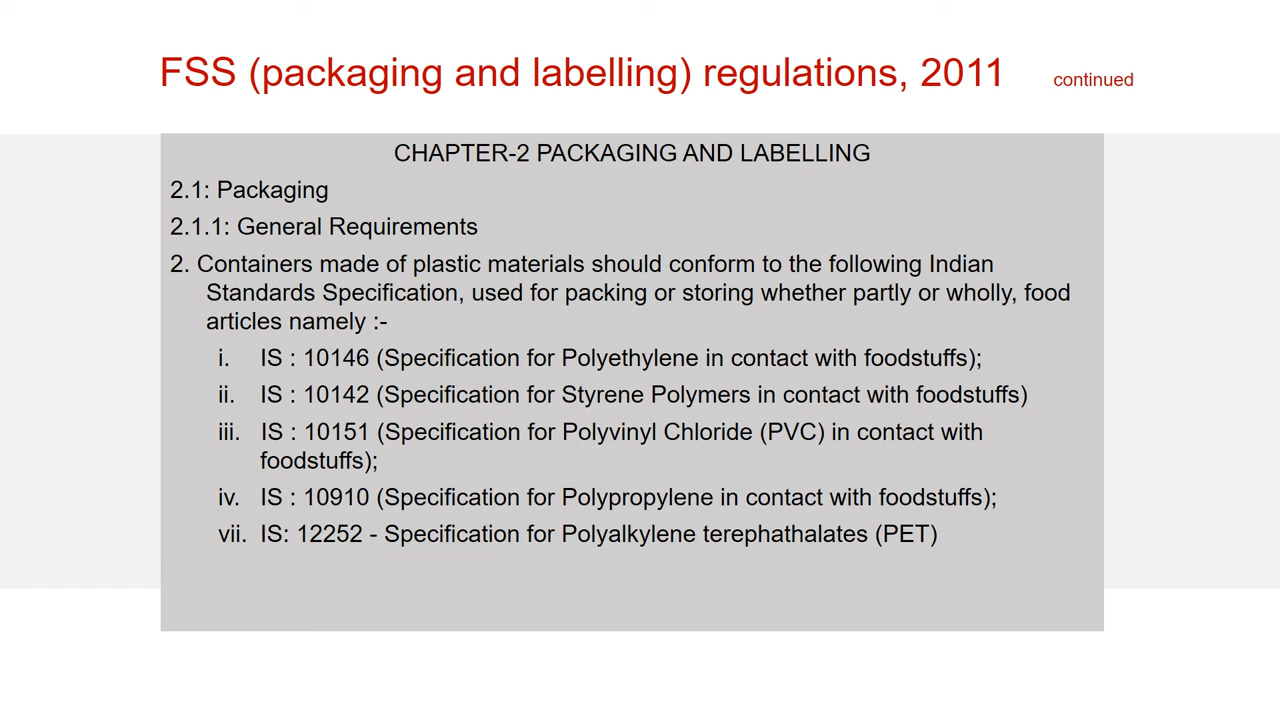 FSS (packaging and labelling) regulations, 2011 continued
CHAPTER-2 PACKAGING AND LABELLING
2.1: Packaging
2.1.1: General Requirements
2. Containers made of plastic materials should conform to the following Indian
Standards Specification, used for packing or storing whether partly or wholly, food
articles namely :-
i. IS : 10146 (Specification for Polyethylene in contact with foodstuffs);
ii. IS : 10142 (Specification for Styrene Polymers in contact with foodstuffs)
iii. IS : 10151 (Specification for Polyvinyl Chloride (PVC) in contact with
foodstuffs);
iv. IS : 10910 (Specification for Polypropylene in contact with foodstuffs);
vii. IS: 12252 - Specification for Polyalkylene terephathalates (PET)